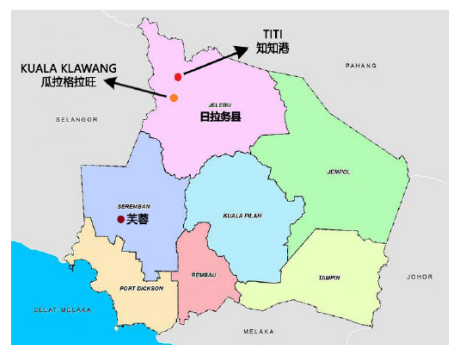 TITI
知知港
KUALA KLAWANG
瓜拉格拉旺
PAHANG
JELEBU
日拉务县
SELANGOR
JEMPOL
SEREMBAN
芙蓉
KUALA PILAH
REMBAU
TAMPIN
JOHOR
PORT DICKSON
SELAT MELAKA
MELAKA